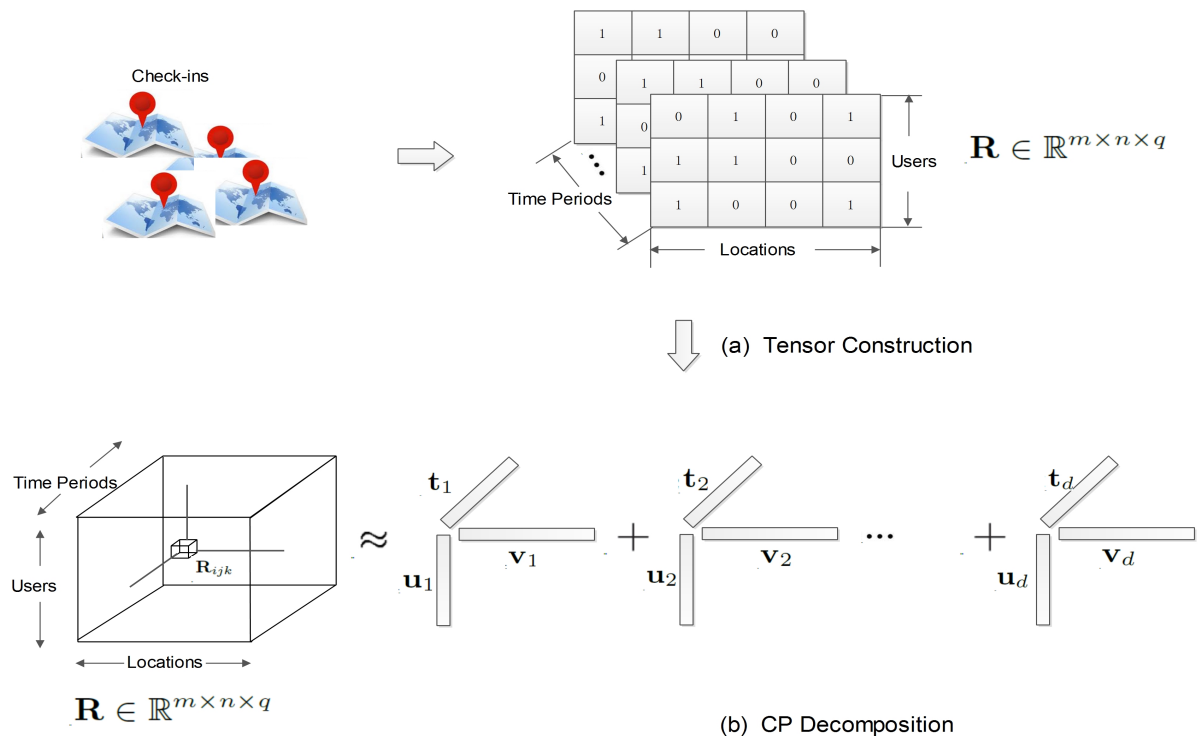 Check-ins
1 1 0 0
0
1
1 1 0 0
0
1
0 1 0 1
1 1 0 0
1 0 0 1
Time Periods
Locations
Users
R ∈ ℝ^{m×n×q}
(a) Tensor Construction
Time Periods
Users
Locations
R_{ijk}
R ∈ ℝ^{m×n×q}
≈
t_1
u_1
v_1
+
t_2
u_2
v_2
...
+
t_d
u_d
v_d
(b) CP Decomposition